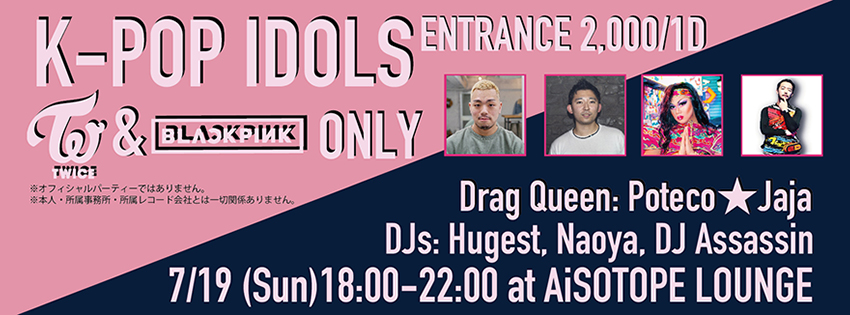 K-POP IDOLS
ENTRANCE 2,000/1D
TWICE & BLACKPINK ONLY
※オフィシャルパーティーではありません。
※本人・所属事務所・所属レコード会社とは一切関係ありません。
Drag Queen: Poteco★Jaja
DJs: Hugest, Naoya, DJ Assassin
7/19 (Sun)18:00-22:00 at AiSOTOPE LOUNGE